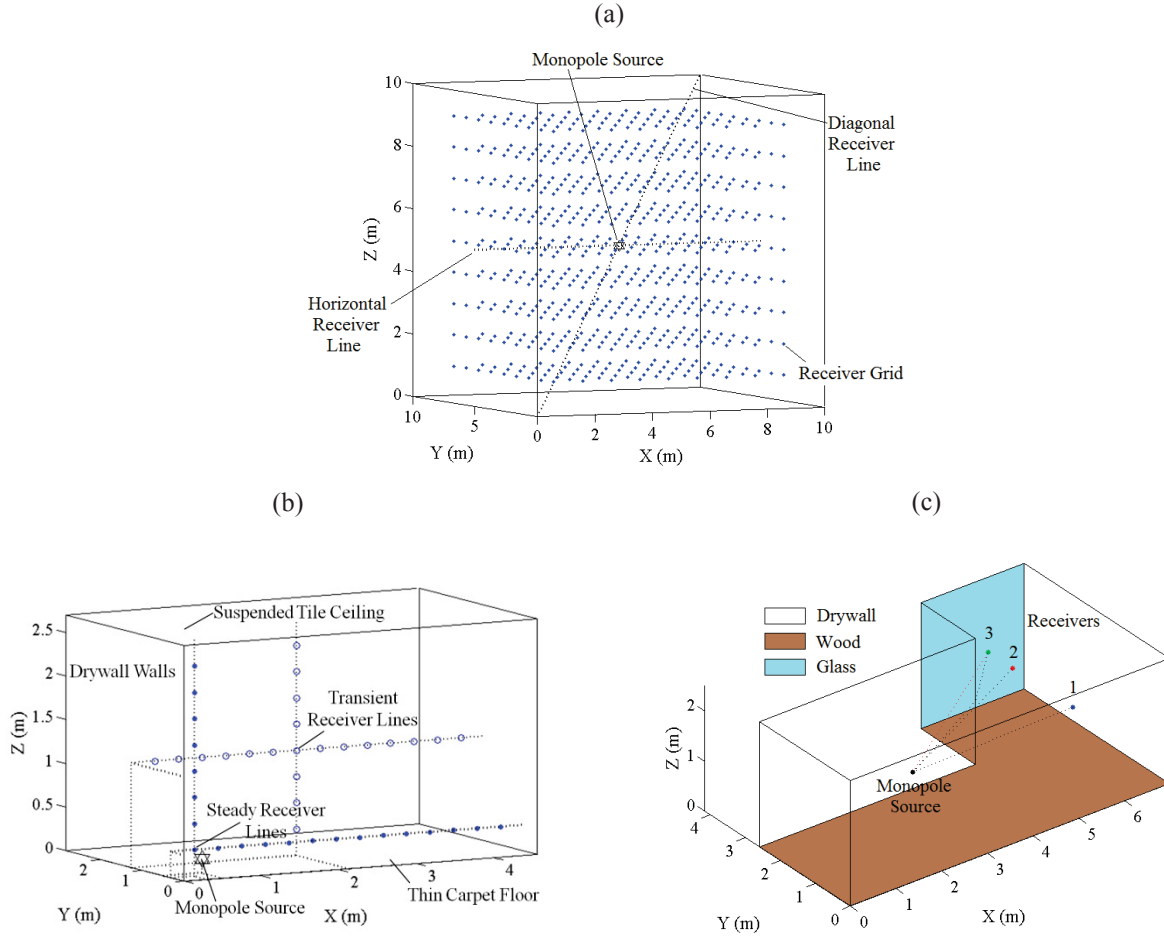 (a)
Monopole Source
10
8
6
4
2
0
Z (m)
Diagonal
Receiver
Line
Horizontal
Receiver
Line
Receiver Grid
10
5
0
2
4
6
8
10
Y (m)
X (m)
(b)
Suspended Tile Ceiling
2.5
2
1.5
1
0.5
0
Z (m)
Drywall Walls
Transient
Receiver Lines
Steady Receiver
Lines
2
1
0
0
1
2
3
4
Thin Carpet Floor
Monopole Source
Y (m)
X (m)
(c)
Drywall
Wood
Glass
Receivers
3
2
1
2
1
0
Z (m)
Monopole
Source
4
3
2
1
0
0
1
2
3
4
5
6
Y (m)
X (m)